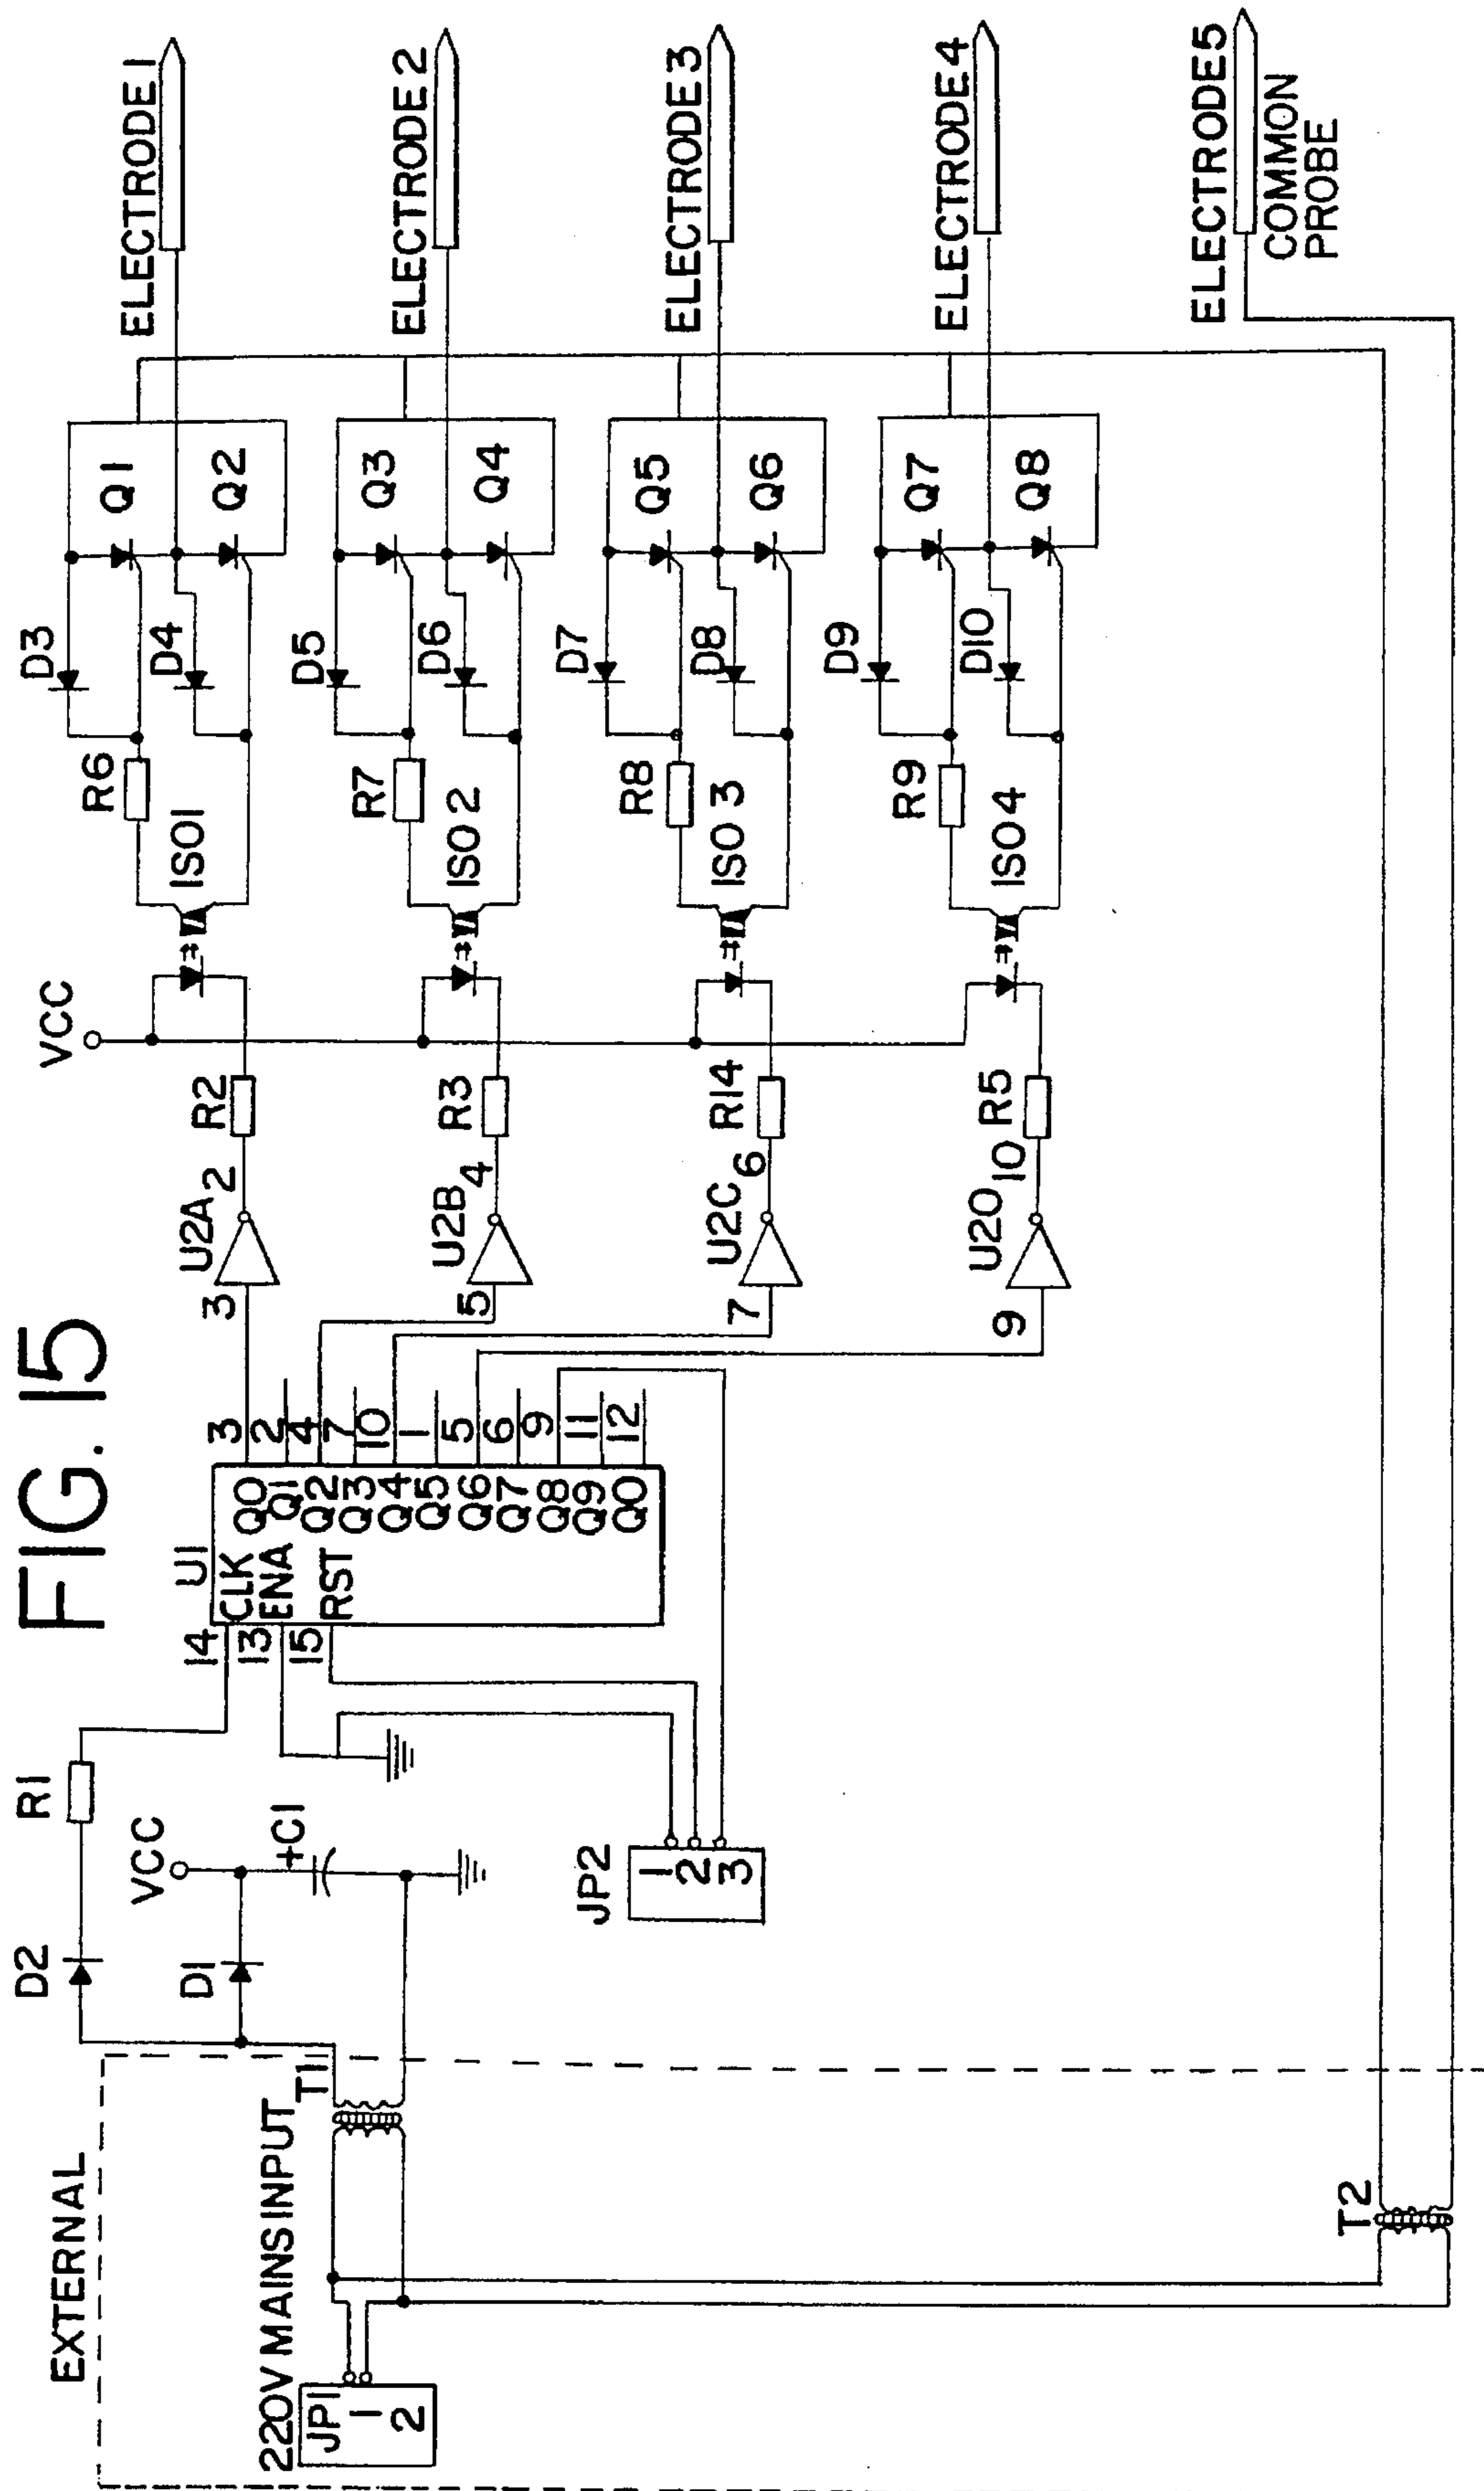 FIG. 15
EXTERNAL
220V MAINS INPUT
JP1
1
2
T1
T2
D2
D1
R1
VCC
+C1
JP2
1
2
3
U1
14
13
15
CLK
ENA
RST
Q0
Q1
Q2
Q3
Q4
Q5
Q6
Q7
Q8
Q9
Q0
3
2
4
7
10
1
5
6
9
11
12
3
U2A
2
R2
5
U2B
4
R3
7
U2C
6
R14
9
U2O
10
R5
VCC
ISO1
R6
D3
D4
Q1
Q2
ELECTRODE 1
ISO 2
R7
D5
D6
Q3
Q4
ELECTRODE 2
ISO 3
R8
D7
D8
Q5
Q6
ELECTRODE 3
ISO4
R9
D9
D10
Q7
Q8
ELECTRODE 4
ELECTRODE 5
COMMON
PROBE